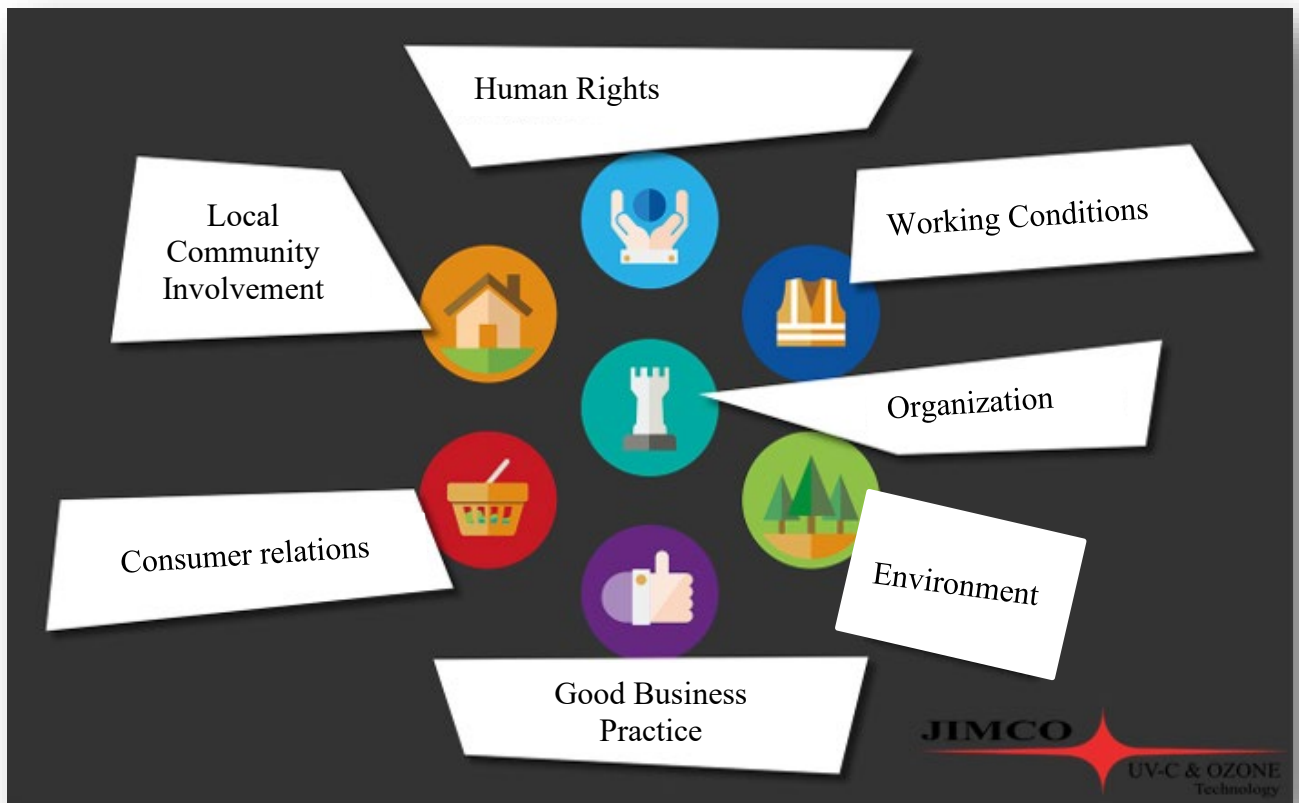 Human Rights
Local
Community
Involvement
Working Conditions
Organization
Consumer relations
Environment
Good Business
Practice
JIMCO
UV-C & OZONE
Technology